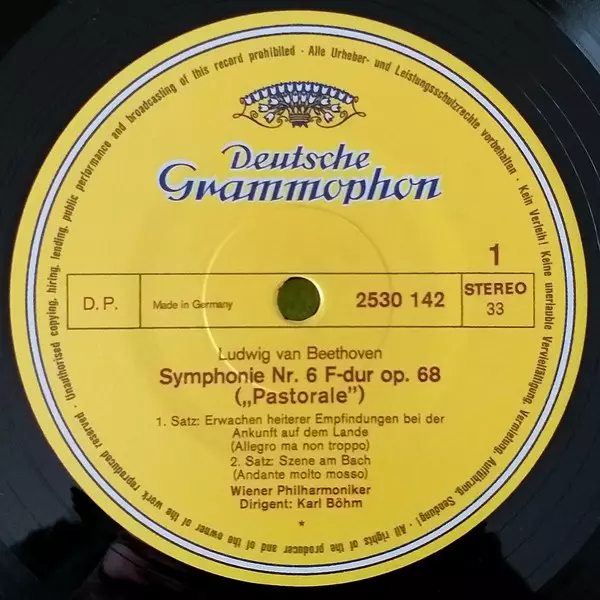 Unauthorised copying, hiring, lending, public performance and broadcasting of this record prohibited · Alle Urheber- und Leistungsschutzrechte vorbehalten · Kein Verleih! Keine unerlaubte Vervielfältigung, Vermietung, Aufführung, Sendung! · All rights of the producer and of the owner of the work reproduced reserved ·
Deutsche
Grammophon
1
D.P.
Made in Germany
2530 142
STEREO
33
Ludwig van Beethoven
Symphonie Nr. 6 F-dur op. 68
(„Pastorale”)
1. Satz: Erwachen heiterer Empfindungen bei der
Ankunft auf dem Lande
(Allegro ma non troppo)
2. Satz: Szene am Bach
(Andante molto mosso)
Wiener Philharmoniker
Dirigent: Karl Böhm
*